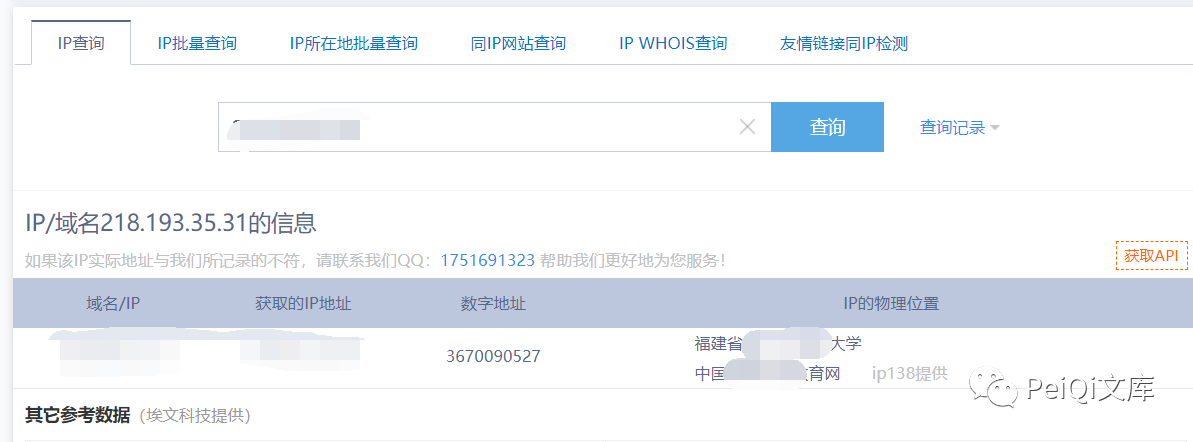 IP查询 IP批量查询 IP所在地批量查询 同IP网站查询 IP WHOIS查询 友情链接同IP检测
查询 查询记录
IP/域名218.193.35.31的信息
如果该IP实际地址与我们所记录的不符，请联系我们QQ：1751691323 帮助我们更好地为您服务！
获取API
域名/IP 获取的IP地址 数字地址 IP的物理位置
3670090527
福建省 大学
中国 教育网 ip138提供
PeiQi文库
其它参考数据（埃文科技提供）